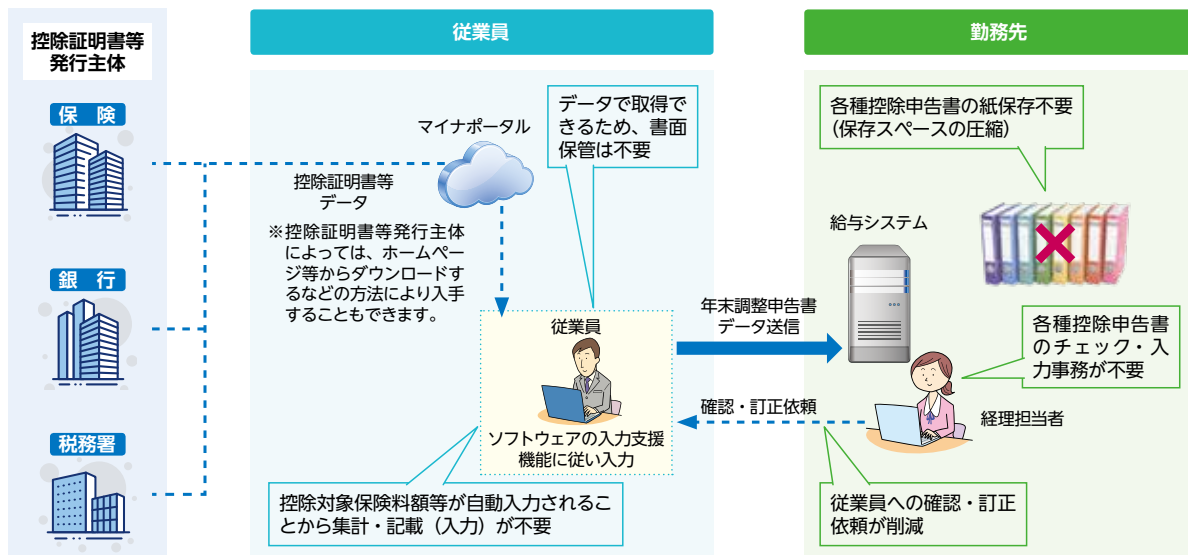 控除証明書等
発行主体
保　険
銀　行
税務署
従業員
マイナポータル
データで取得で
きるため、書面
保管は不要
控除証明書等
データ
※控除証明書等発行主体
によっては、ホームペー
ジ等からダウンロードす
るなどの方法により入手
することもできます。
従業員
ソフトウェアの入力支援
機能に従い入力
控除対象保険料額等が自動入力されるこ
とから集計・記載（入力）が不要
年末調整申告書
データ送信
確認・訂正依頼
勤務先
各種控除申告書の紙保存不要
（保存スペースの圧縮）
給与システム
各種控除申告書
のチェック・入
力事務が不要
経理担当者
従業員への確認・訂正
依頼が削減